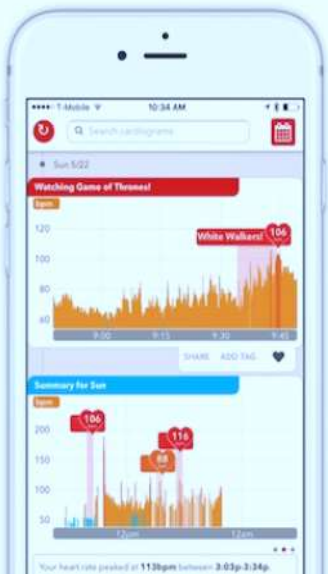 T-Mobile
10:34 AM
Search cardiograms
Sun 5/22
Watching Game of Thrones!
bpm
120
White Walkers! 106
100
80
60
9:00 9:15 9:30 9:45
SHARE ADD TAG
Summary for Sun
bpm
200
106
116
150
68
100
50
12pm 12am
Your heart rate peaked at 113bpm between 3:03p-3:34p